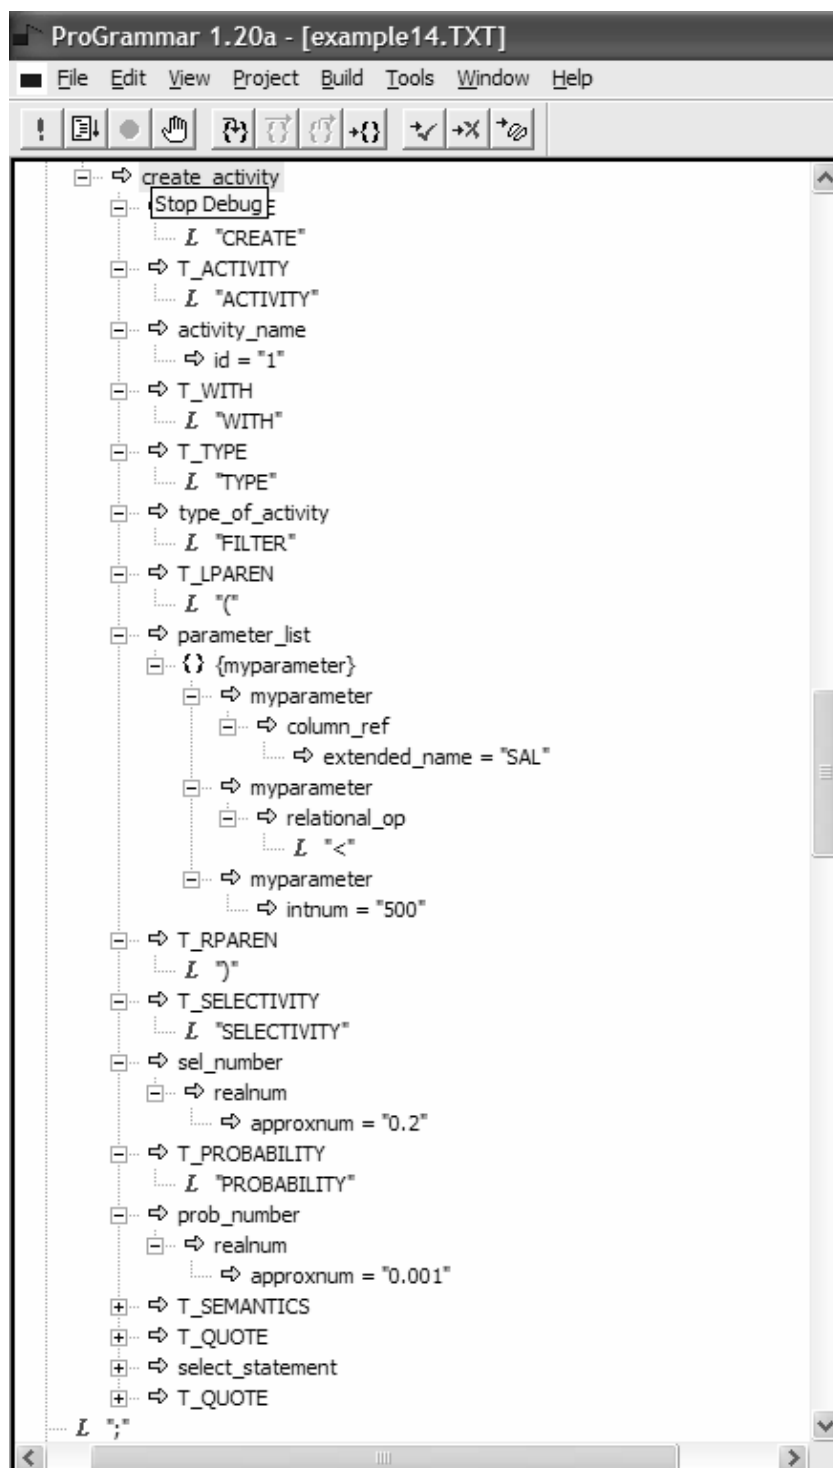 ProGrammar 1.20a - [example14.TXT]
File Edit View Project Build Tools Window Help
create_activity
Stop Debug E
L "CREATE"
T_ACTIVITY
L "ACTIVITY"
activity_name
id = "1"
T_WITH
L "WITH"
T_TYPE
L "TYPE"
type_of_activity
L "FILTER"
T_LPAREN
L "("
parameter_list
{} {myparameter}
myparameter
column_ref
extended_name = "SAL"
myparameter
relational_op
L "<"
myparameter
intnum = "500"
T_RPAREN
L ")"
T_SELECTIVITY
L "SELECTIVITY"
sel_number
realnum
approxnum = "0.2"
T_PROBABILITY
L "PROBABILITY"
prob_number
realnum
approxnum = "0.001"
T_SEMANTICS
T_QUOTE
select_statement
T_QUOTE
L ";"